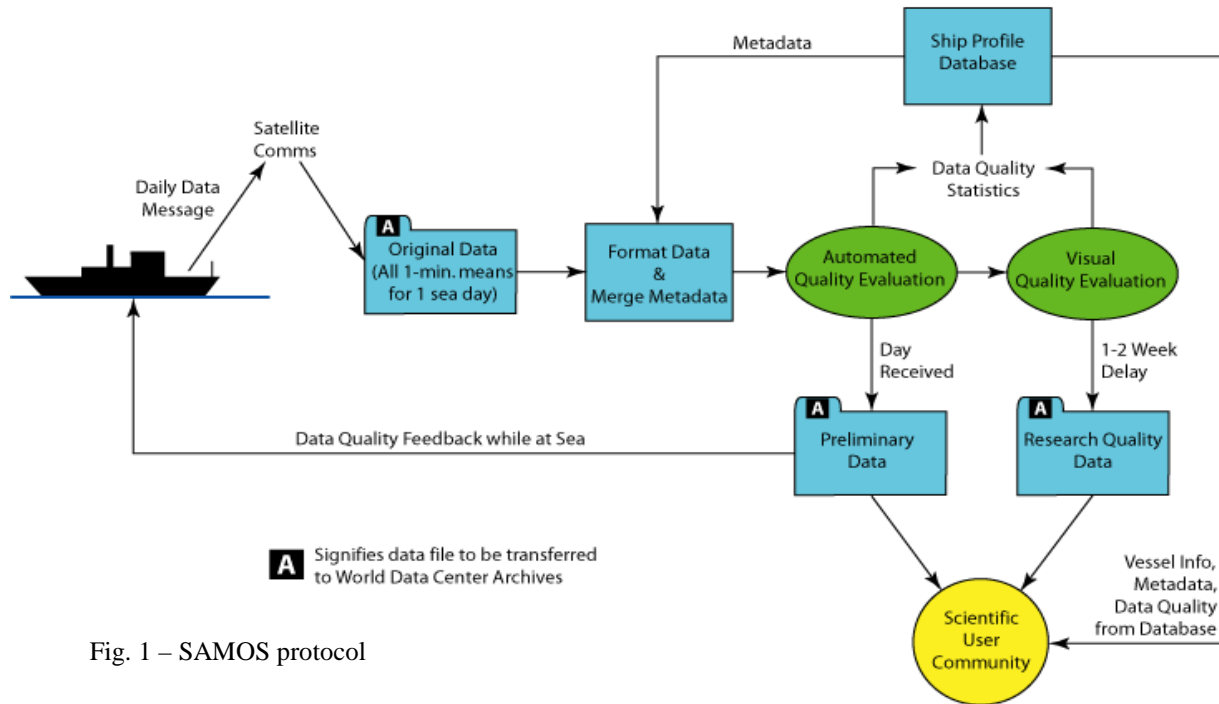 Metadata
Ship Profile
Database
Satellite
Comms
Daily Data
Message
Data Quality
Statistics
A
Original Data
(All 1-min. means
for 1 sea day)
Format Data
&
Merge Metadata
Automated
Quality Evaluation
Visual
Quality Evaluation
Day
Received
1-2 Week
Delay
Data Quality Feedback while at Sea
A
Preliminary
Data
A
Research Quality
Data
A
Signifies data file to be transferred
to World Data Center Archives
Vessel Info,
Metadata,
Data Quality
from Database
Scientific
User
Community
Fig. 1 – SAMOS protocol